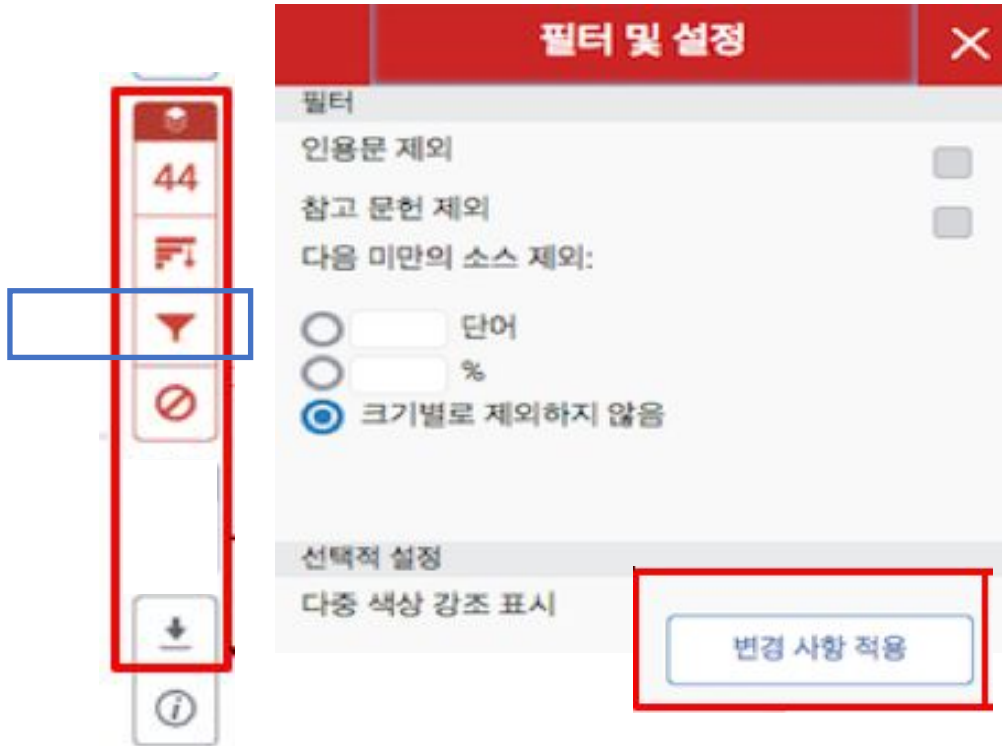 44
필터 및 설정
필터
인용문 제외
참고 문헌 제외
다음 미만의 소스 제외:
단어
%
크기별로 제외하지 않음
선택적 설정
다중 색상 강조 표시
변경 사항 적용